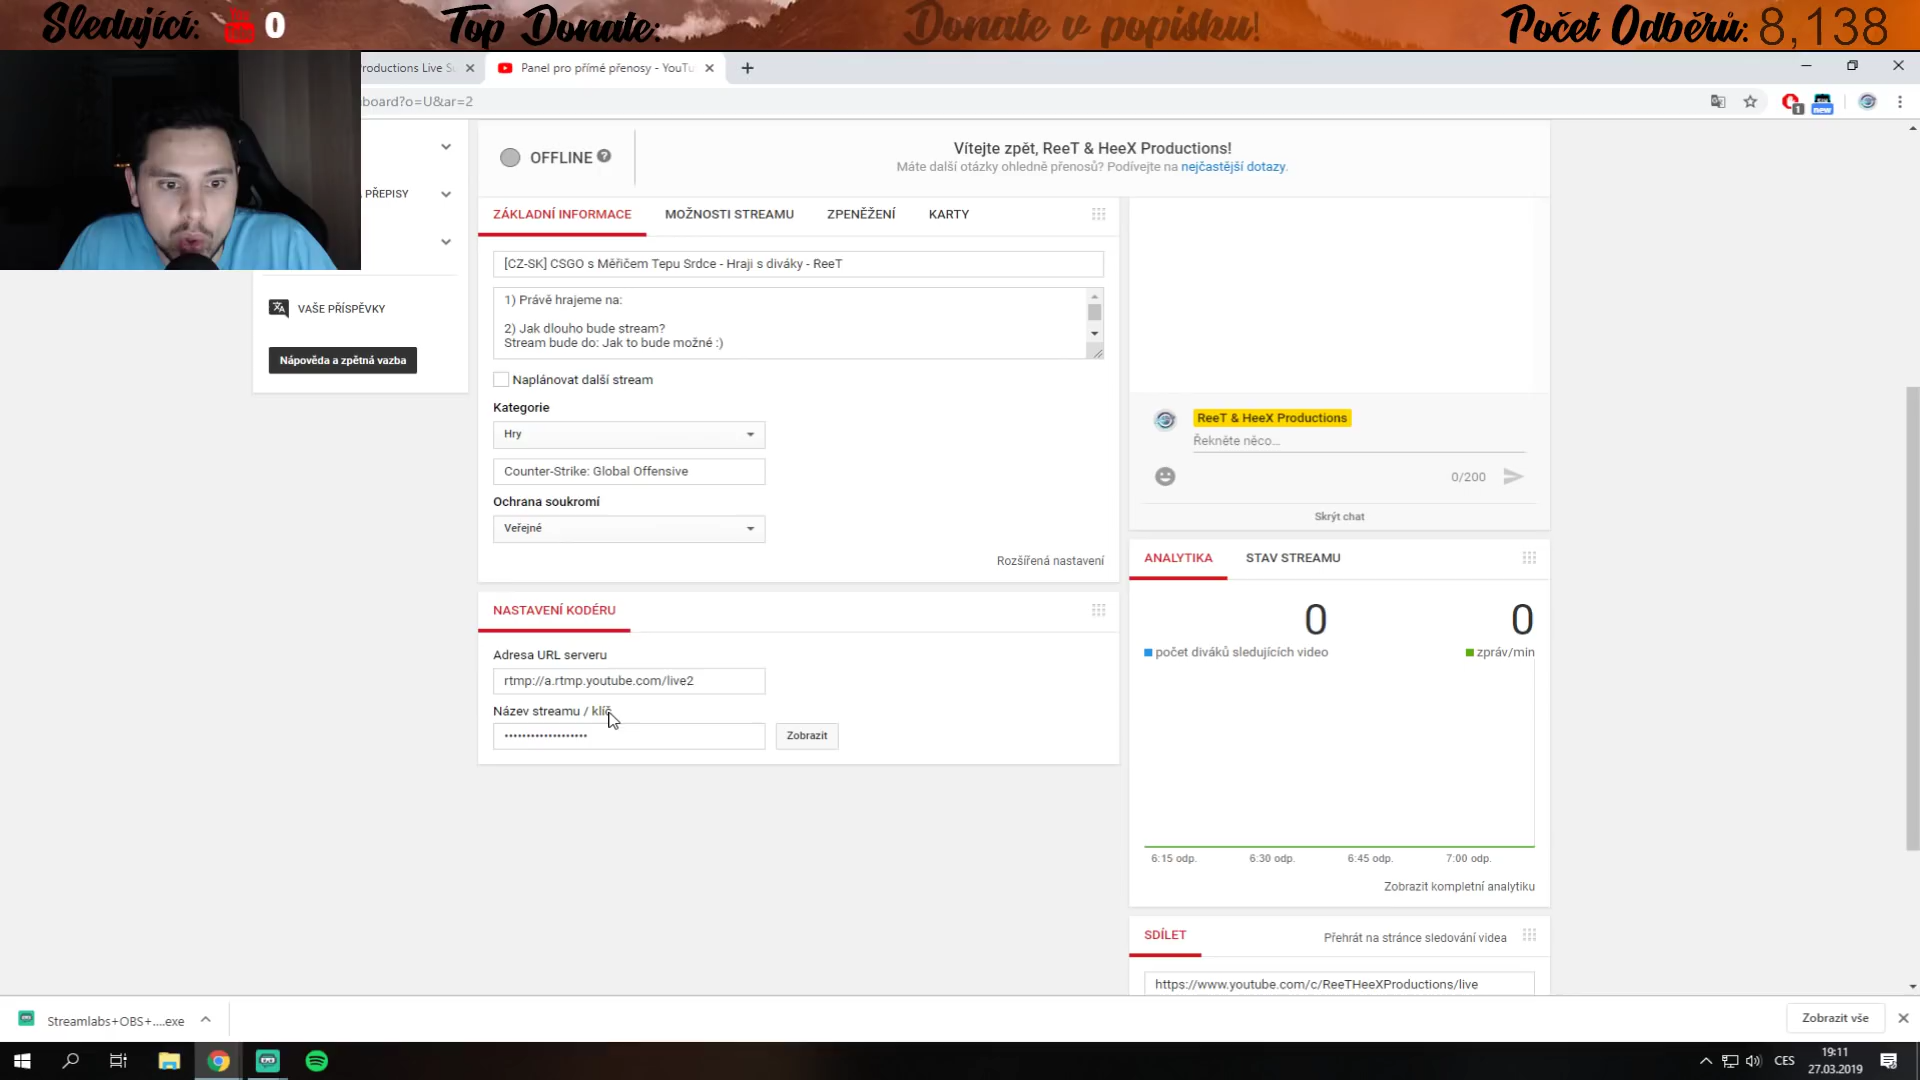 Sledující: 0
Top Donate:
Donate v popisku!
Počet Odběrů: 8,138
roductions Live S
Panel pro přímé přenosy - YouTu
board?o=U&ar=2
PŘEPISY
VAŠE PŘÍSPĚVKY
Nápověda a zpětná vazba
OFFLINE
Vítejte zpět, ReeT & HeeX Productions!
Máte další otázky ohledně přenosů? Podívejte na nejčastější dotazy.
ZÁKLADNÍ INFORMACE
MOŽNOSTI STREAMU
ZPENĚŽENÍ
KARTY
[CZ-SK] CSGO s Měřičem Tepu Srdce - Hraji s diváky - ReeT
1) Právě hrajeme na:
2) Jak dlouho bude stream?
Stream bude do: Jak to bude možné :)
Naplánovat další stream
Kategorie
Hry
Counter-Strike: Global Offensive
Ochrana soukromí
Veřejné
Rozšířená nastavení
NASTAVENÍ KODÉRU
Adresa URL serveru
rtmp://a.rtmp.youtube.com/live2
Název streamu / klíč
•••••••••••••••••••
Zobrazit
ReeT & HeeX Productions
Řekněte něco...
0/200
Skrýt chat
ANALYTIKA
STAV STREAMU
0
0
počet diváků sledujících video
zpráv/min
6:15 odp.
6:30 odp.
6:45 odp.
7:00 odp.
Zobrazit kompletní analytiku
SDÍLET
Přehrát na stránce sledování videa
https://www.youtube.com/c/ReeTHeeXProductions/live
Streamlabs+OBS+....exe
Zobrazit vše
CES
19:11
27.03.2019